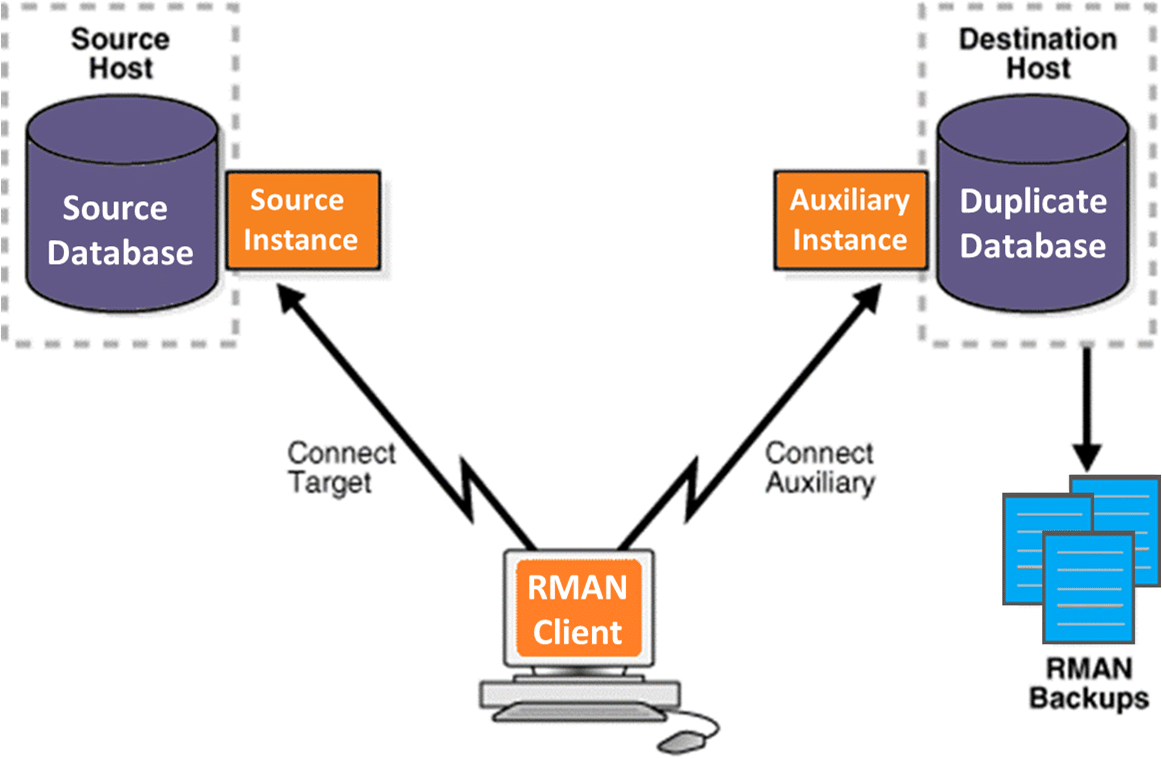 Source
Host
Source
Database
Source
Instance
Destination
Host
Auxiliary
Instance
Duplicate
Database
Connect
Target
Connect
Auxiliary
RMAN
Client
RMAN
Backups